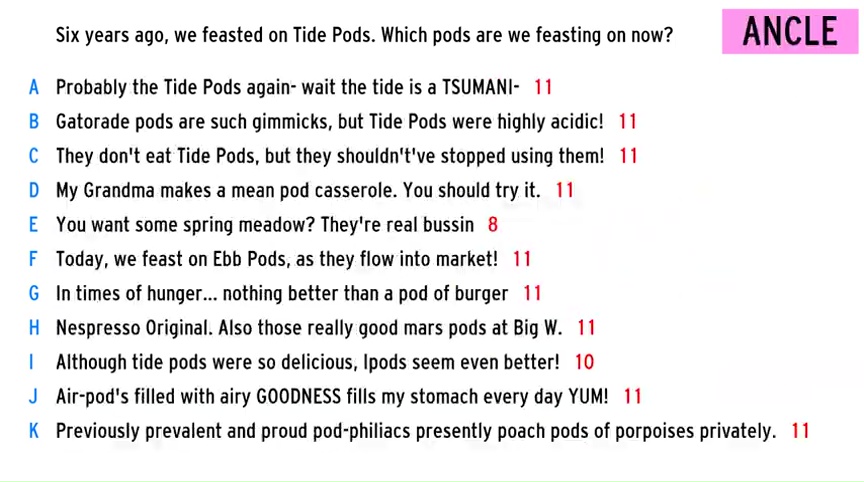 Six years ago, we feasted on Tide Pods. Which pods are we feasting on now?
ANCLE
A Probably the Tide Pods again- wait the tide is a TSUMANI- 11
B Gatorade pods are such gimmicks, but Tide Pods were highly acidic! 11
C They don't eat Tide Pods, but they shouldn't've stopped using them! 11
D My Grandma makes a mean pod casserole. You should try it. 11
E You want some spring meadow? They're real bussin 8
F Today, we feast on Ebb Pods, as they flow into market! 11
G In times of hunger... nothing better than a pod of burger 11
H Nespresso Original. Also those really good mars pods at Big W. 11
I Although tide pods were so delicious, Ipods seem even better! 10
J Air-pod's filled with airy GOODNESS fills my stomach every day YUM! 11
K Previously prevalent and proud pod-philiacs presently poach pods of porpoises privately. 11